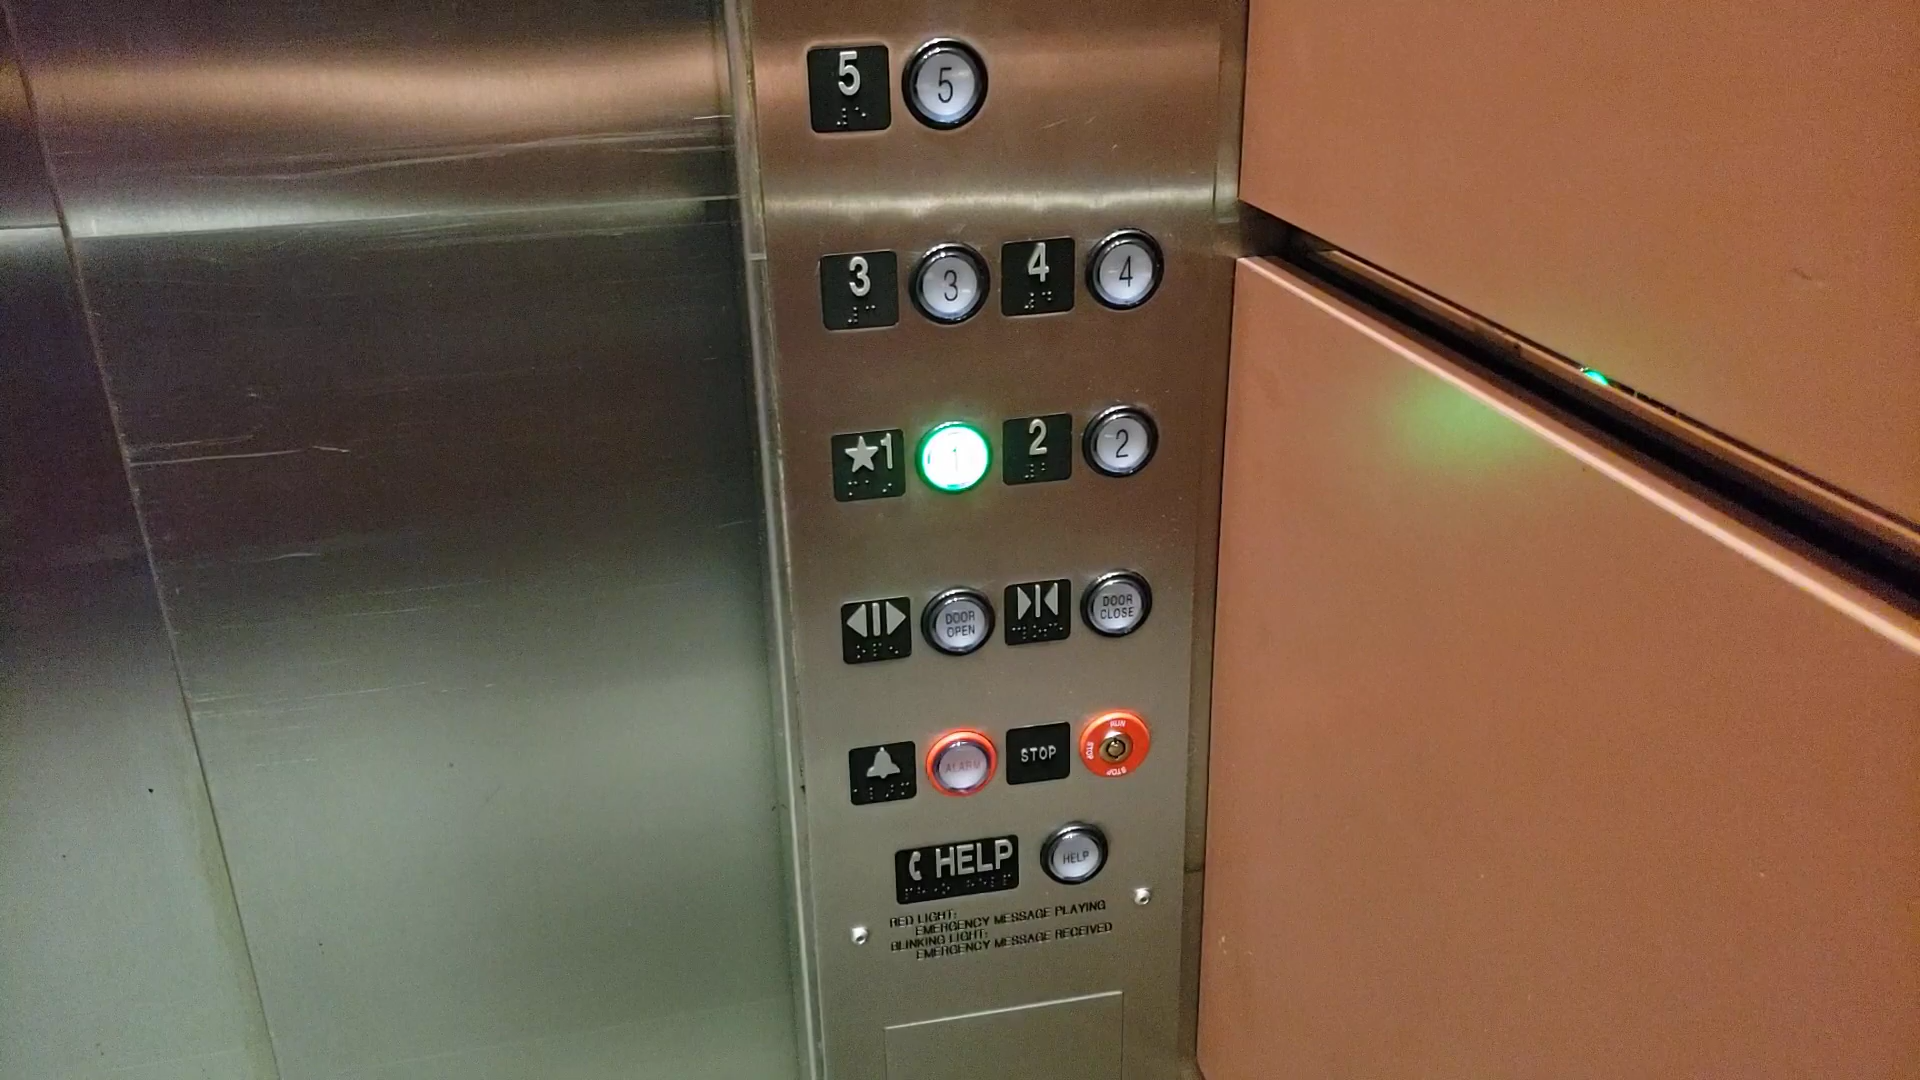 5 5
3 3 4 4
★1 1 2 2
DOOR OPEN DOOR CLOSE
ALARM STOP RUN STOP STOP
HELP HELP
RED LIGHT:
EMERGENCY MESSAGE PLAYING
BLINKING LIGHT:
EMERGENCY MESSAGE RECEIVED